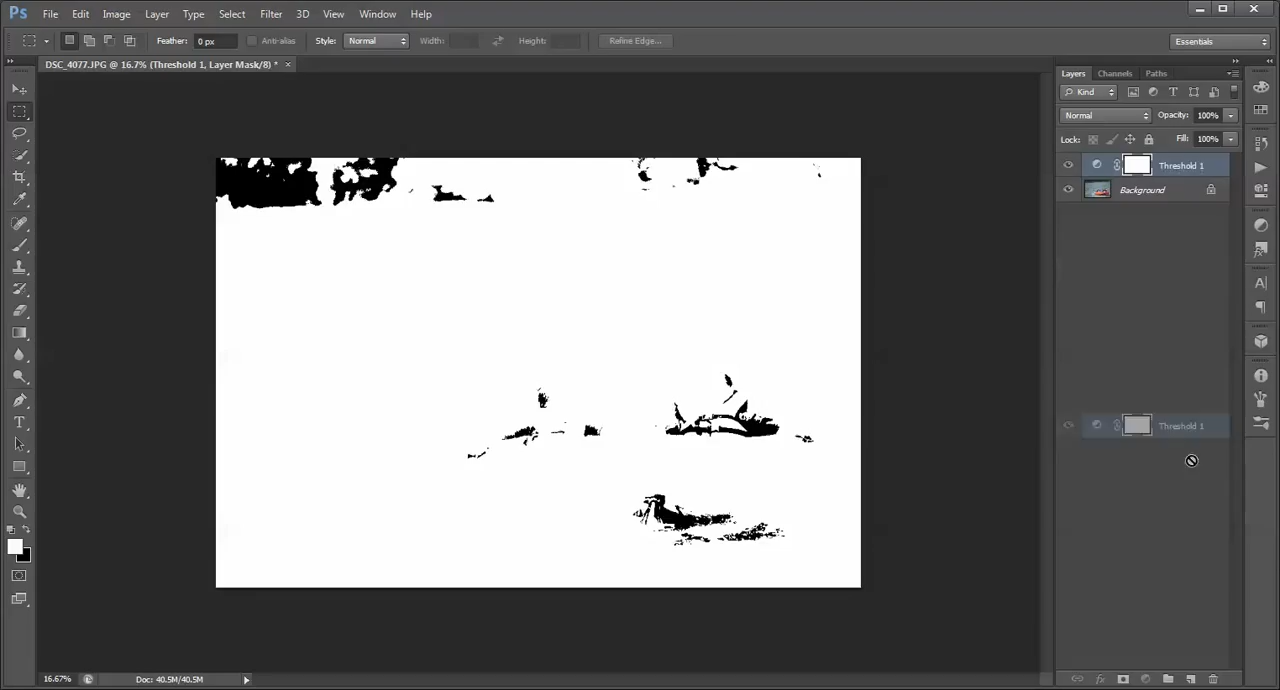 Ps File Edit Image Layer Type Select Filter 3D View Window Help
Feather: 0 px Anti-alias Style: Normal Width: Height: Refine Edge... Essentials
DSC_4077.JPG @ 16.7% (Threshold 1, Layer Mask/8) * ×
Layers Channels Paths
Kind
Normal Opacity: 100%
Lock: Fill: 100%
Threshold 1
Background
Threshold 1
16.67% Doc: 40.5M/40.5M